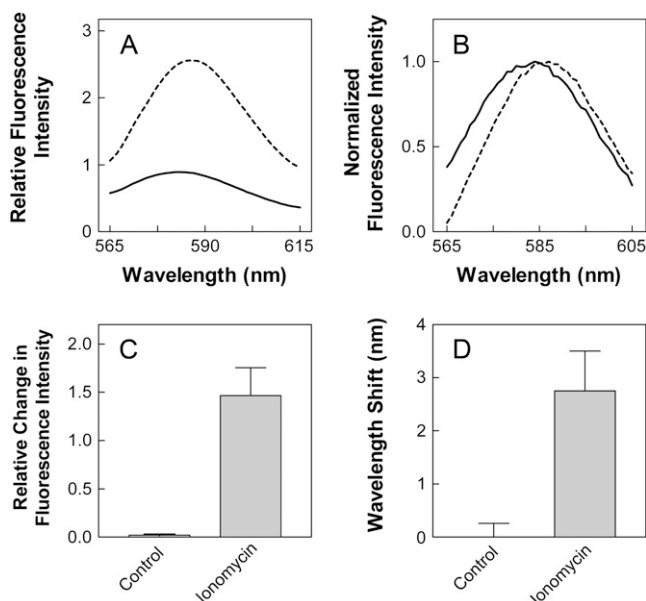 A
Relative Fluorescence
Intensity
3
2
1
0
565
590
615
Wavelength (nm)
B
Normalized
Fluorescence Intensity
1.0
0.5
0.0
565
585
605
Wavelength (nm)
C
Relative Change in
Fluorescence Intensity
2.0
1.5
1.0
0.5
0.0
Control
Ionomycin
D
Wavelength Shift (nm)
4
3
2
1
0
Control
Ionomycin